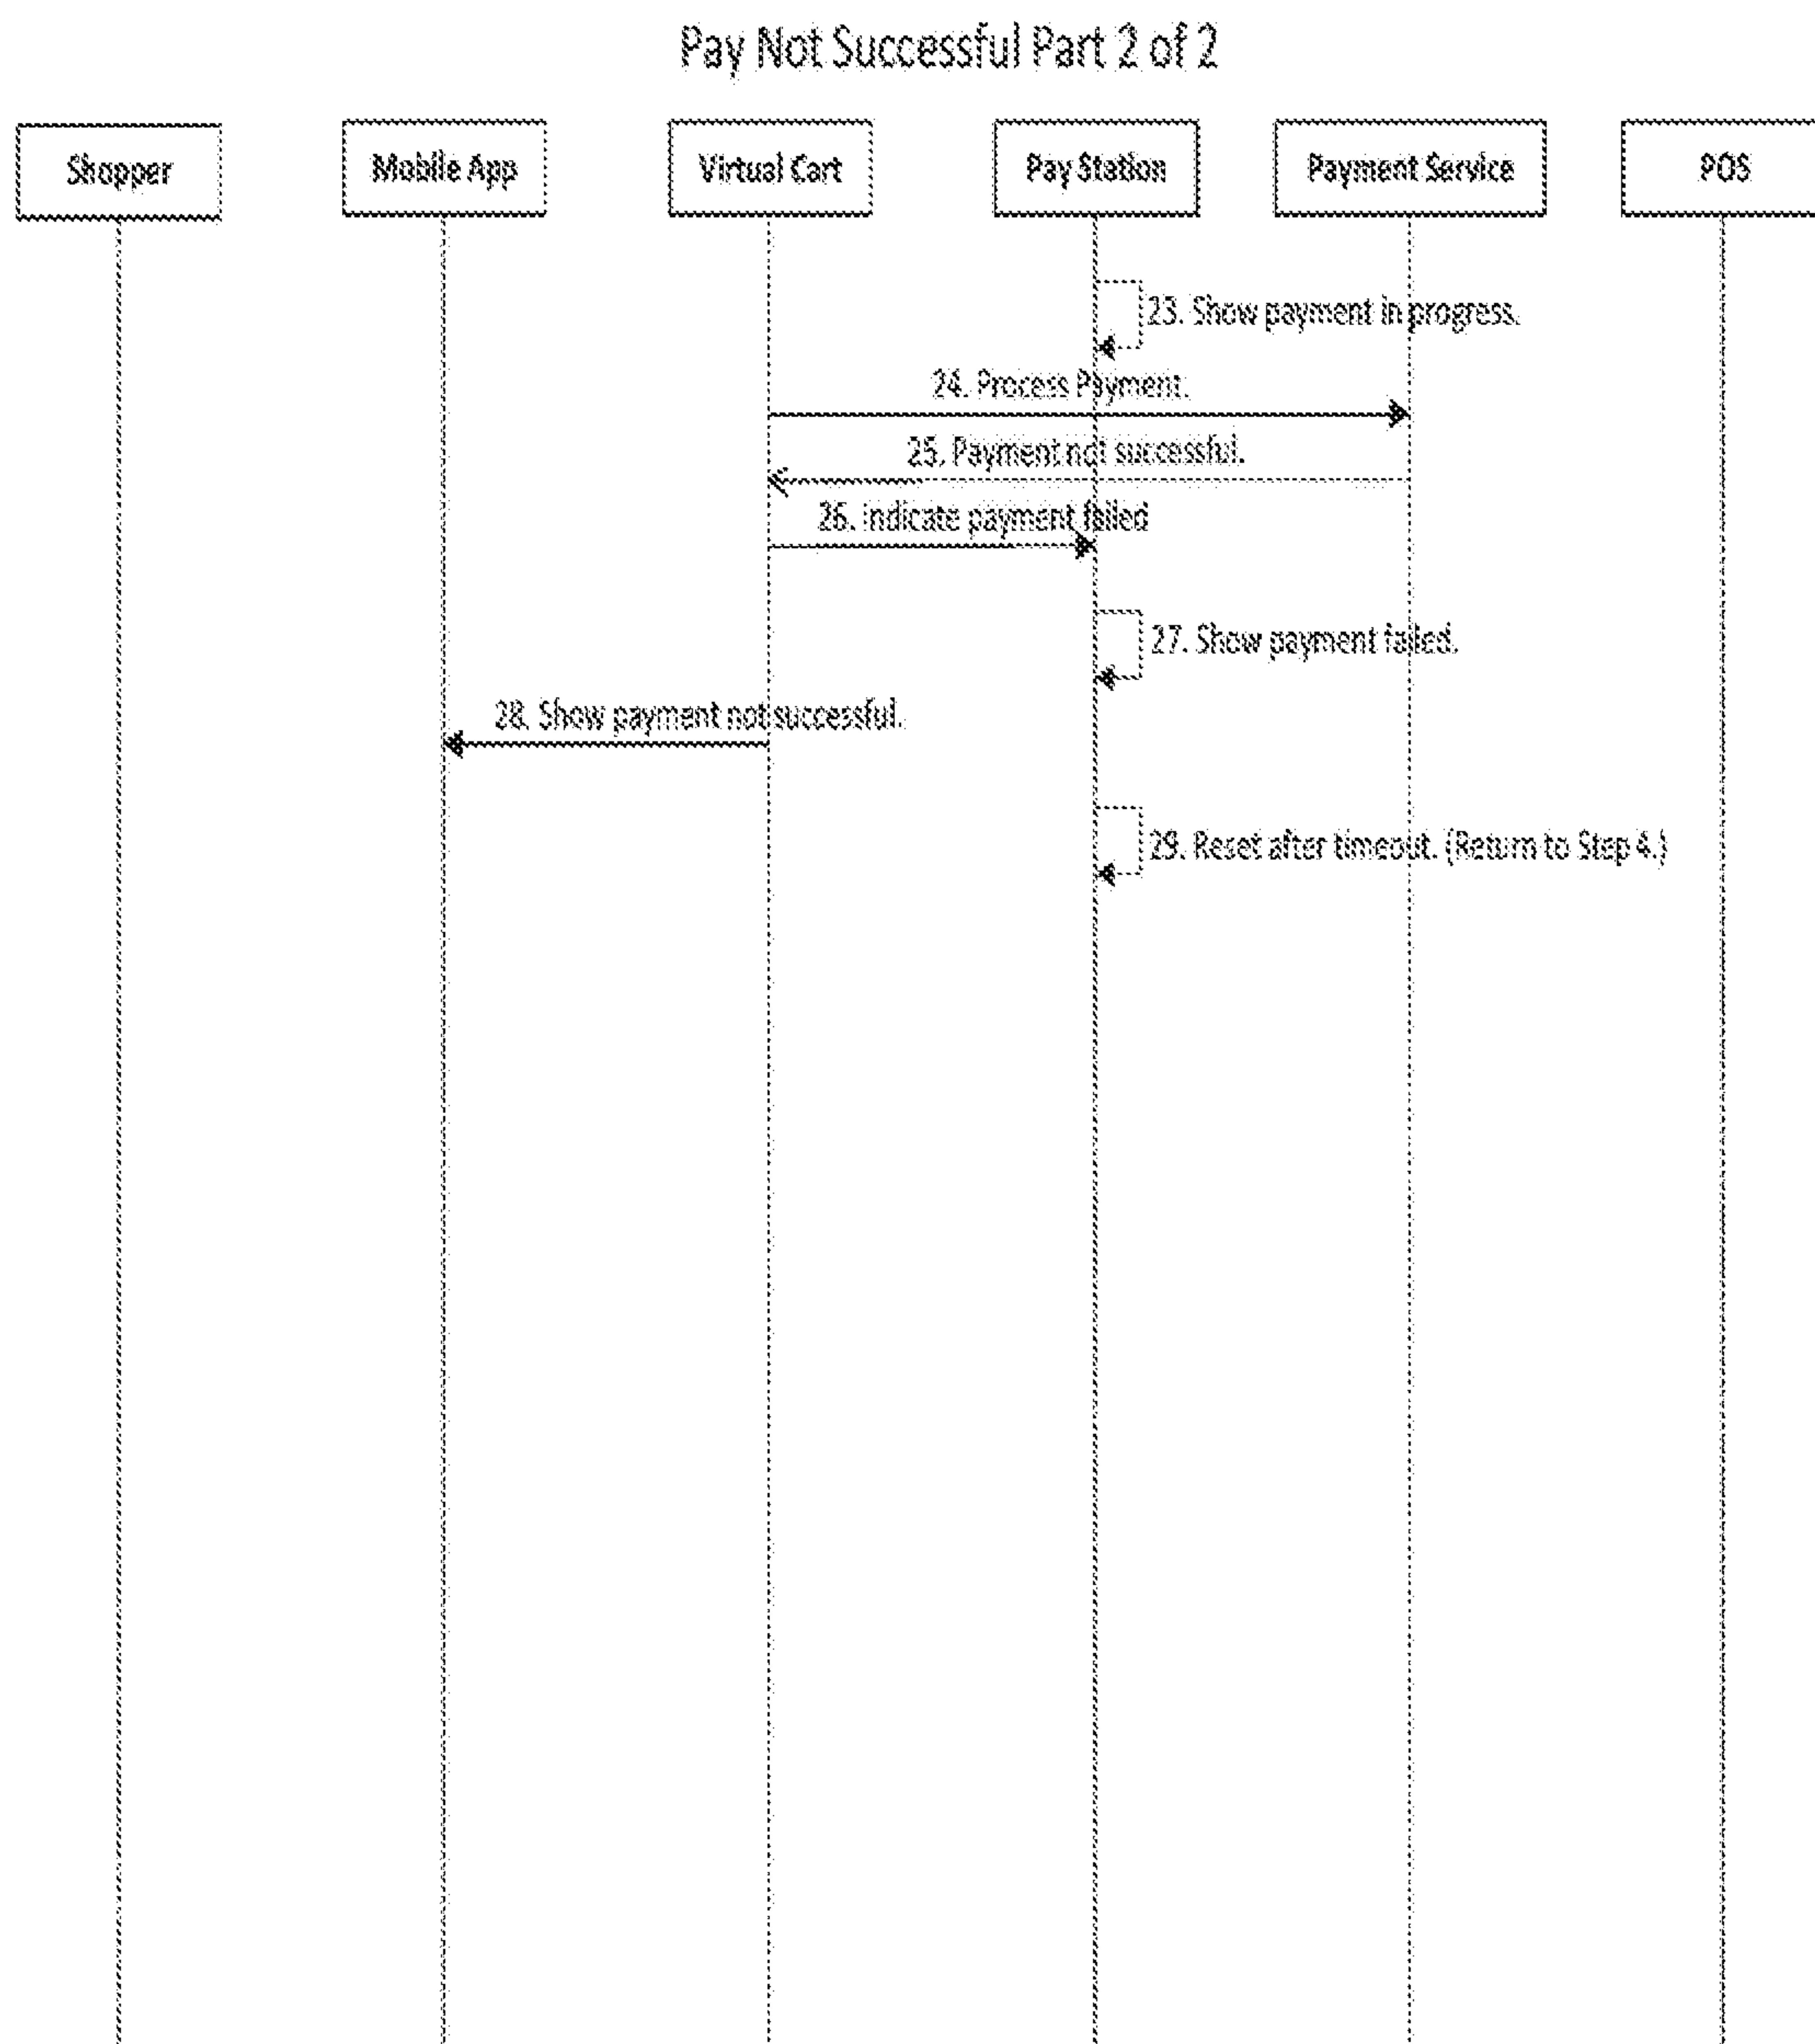 Pay Not Successful Part 2 of 2
Shopper
Mobile App
Virtual Cart
Pay Station
Payment Service
POS
23. Show payment in progress.
24. Process Payment.
25. Payment not successful.
26. indicate payment failed
27. Show payment failed.
28. Show payment not successful.
29. Reset after timeout. (Return to Step 4.)